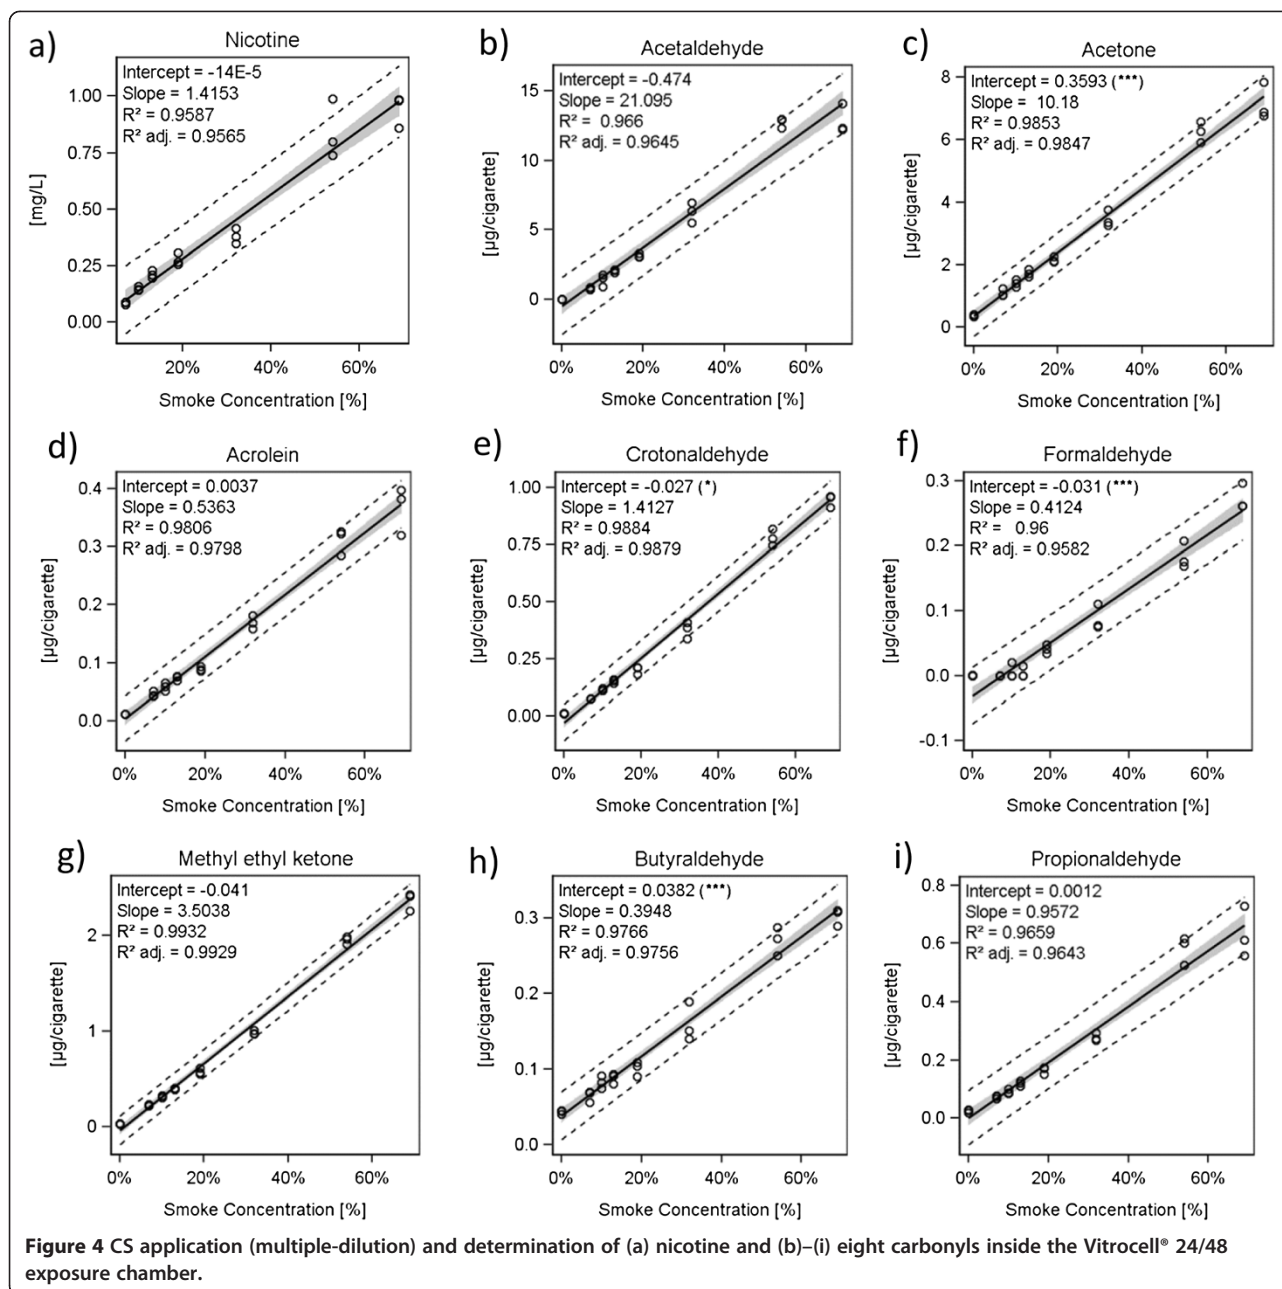 a)
Nicotine
Intercept = -14E-5
Slope = 1.4153
R² = 0.9587
R² adj. = 0.9565
1.00
0.75
0.50
0.25
0.00
[mg/L]
20%
40%
60%
Smoke Concentration [%]
b)
Acetaldehyde
Intercept = -0.474
Slope = 21.095
R² = 0.966
R² adj. = 0.9645
15
10
5
0
[µg/cigarette]
0%
20%
40%
60%
Smoke Concentration [%]
c)
Acetone
Intercept = 0.3593 (***)
Slope = 10.18
R² = 0.9853
R² adj. = 0.9847
8
6
4
2
0
[µg/cigarette]
0%
20%
40%
60%
Smoke Concentration [%]
d)
Acrolein
Intercept = 0.0037
Slope = 0.5363
R² = 0.9806
R² adj. = 0.9798
0.4
0.3
0.2
0.1
0.0
[µg/cigarette]
0%
20%
40%
60%
Smoke Concentration [%]
e)
Crotonaldehyde
Intercept = -0.027 (*)
Slope = 1.4127
R² = 0.9884
R² adj. = 0.9879
1.00
0.75
0.50
0.25
0.00
[µg/cigarette]
0%
20%
40%
60%
Smoke Concentration [%]
f)
Formaldehyde
Intercept = -0.031 (***)
Slope = 0.4124
R² = 0.96
R² adj. = 0.9582
0.3
0.2
0.1
0.0
-0.1
[µg/cigarette]
0%
20%
40%
60%
Smoke Concentration [%]
g)
Methyl ethyl ketone
Intercept = -0.041
Slope = 3.5038
R² = 0.9932
R² adj. = 0.9929
2
1
0
[µg/cigarette]
0%
20%
40%
60%
Smoke Concentration [%]
h)
Butyraldehyde
Intercept = 0.0382 (***)
Slope = 0.3948
R² = 0.9766
R² adj. = 0.9756
0.3
0.2
0.1
0.0
[µg/cigarette]
0%
20%
40%
60%
Smoke Concentration [%]
i)
Propionaldehyde
Intercept = 0.0012
Slope = 0.9572
R² = 0.9659
R² adj. = 0.9643
0.8
0.6
0.4
0.2
0.0
[µg/cigarette]
0%
20%
40%
60%
Smoke Concentration [%]
Figure 4 CS application (multiple-dilution) and determination of (a) nicotine and (b)–(i) eight carbonyls inside the Vitrocell® 24/48
exposure chamber.